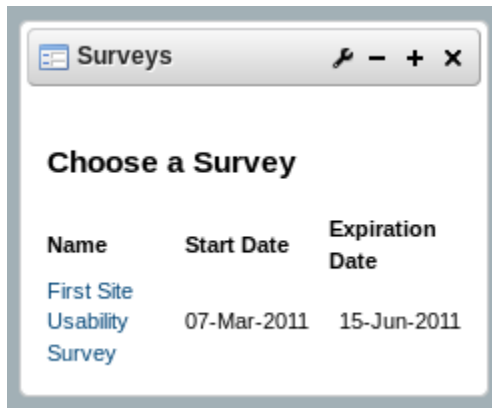 Surveys
Choose a Survey
Name Start Date Expiration Date
First Site Usability Survey 07-Mar-2011 15-Jun-2011